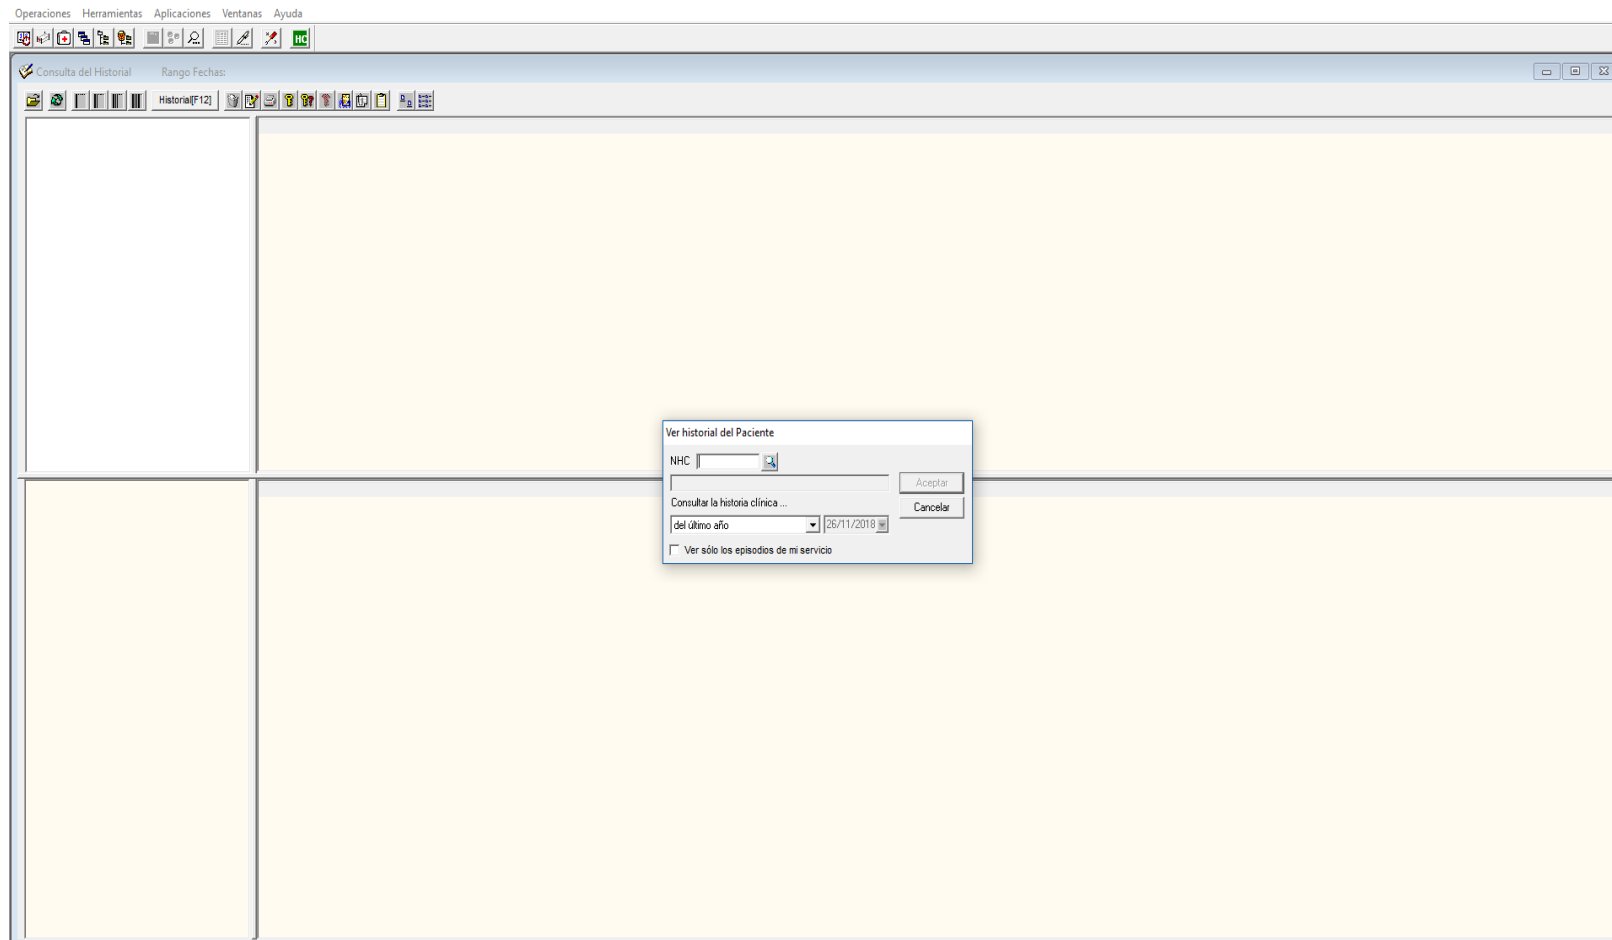 Operaciones Herramientas Aplicaciones Ventanas Ayuda
HC
Consulta del Historial Rango Fechas:
Historial[F12]
Ver historial del Paciente
NHC
Aceptar
Consultar la historia clínica ...
Cancelar
del último año 26/11/2018
Ver sólo los episodios de mi servicio